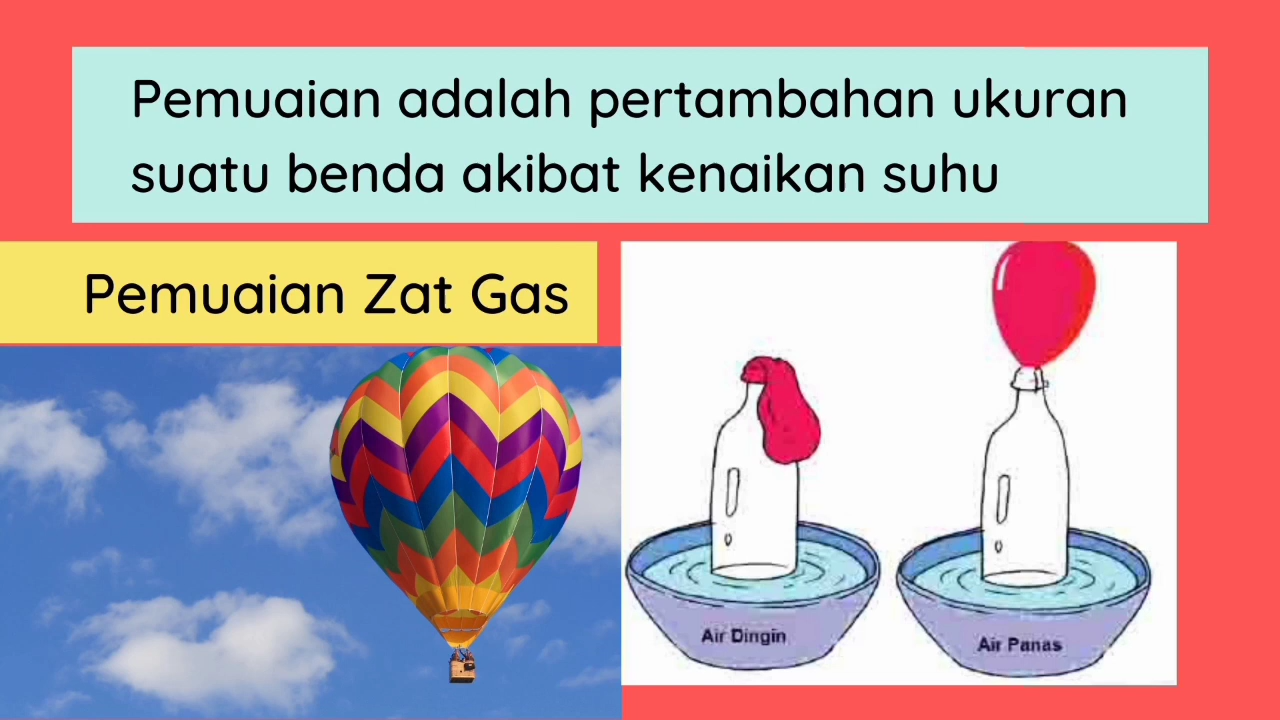 Pemuaian adalah pertambahan ukuran
suatu benda akibat kenaikan suhu
Pemuaian Zat Gas
Air Dingin
Air Panas